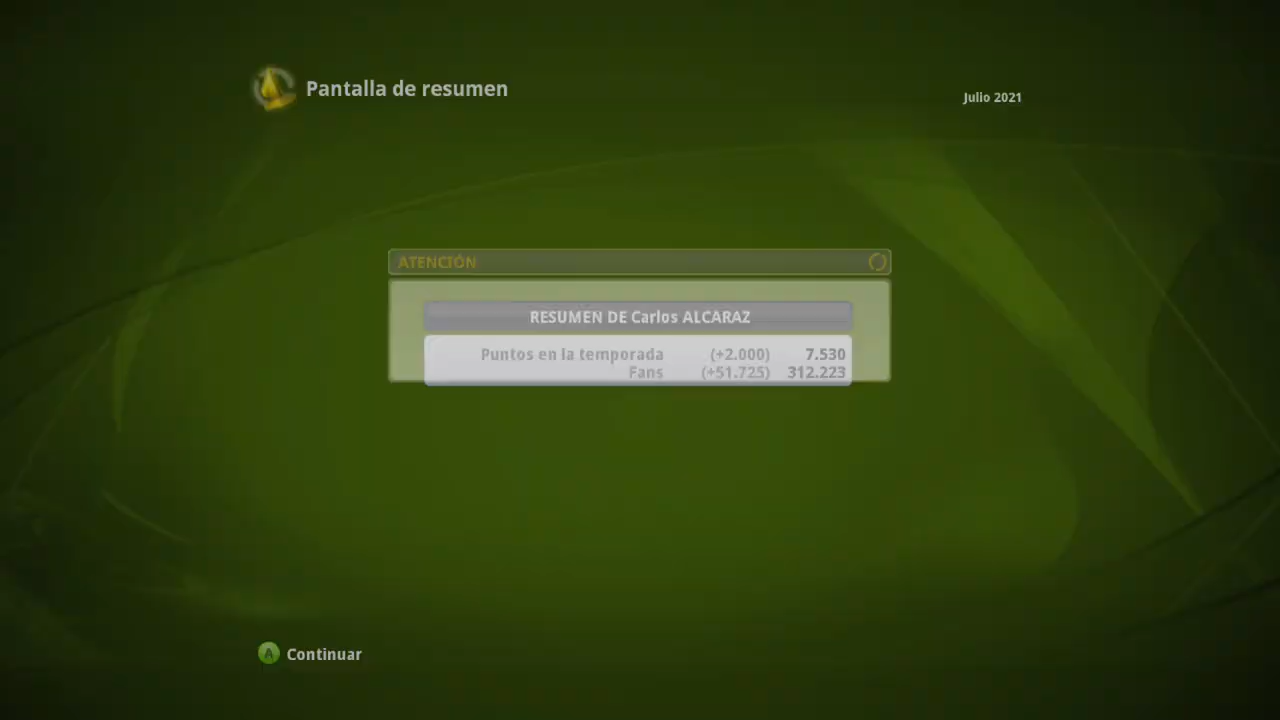 Pantalla de resumen
Julio 2021
ATENCIÓN
RESUMEN DE Carlos ALCARAZ
Puntos en la temporada (+2.000) 7.530
Fans (+51.725) 312.223
A Continuar